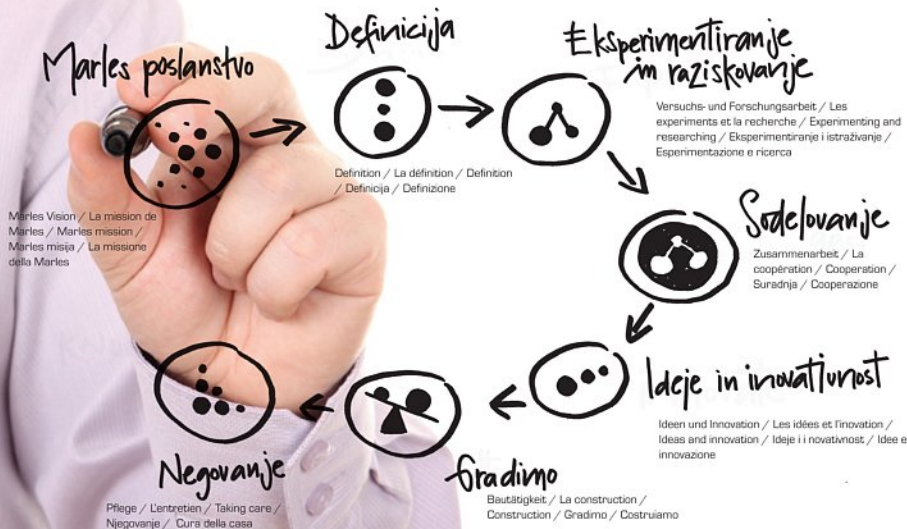 Marles poslanstvo
Marles Vision / La mission de
Marles / Marles mission /
Marles misija / La missione
della Marles
Definicija
Definition / La définition / Definition
/ Definicija / Definizione
Eksperimentiranje
in raziskovanje
Versuchs- und Forschungsarbeit / Les
experiments et la recherche / Experimenting and
researching / Eksperimentiranje i istraživanje /
Esperimentazione e ricerca
Sodelovanje
Zusammenarbeit / La
coopération / Cooperation /
Suradnja / Cooperazione
Ideje in inovativnost
Ideen und Innovation / Les idées et l'inovation /
Ideas and innovation / Ideje i i novativnost / Idee e
innovazione
Gradimo
Bautätigkeit / La construction /
Construction / Gradimo / Costruiamo
Negovanje
Pflege / L'entretien / Taking care /
Njegovanje / Cura della casa